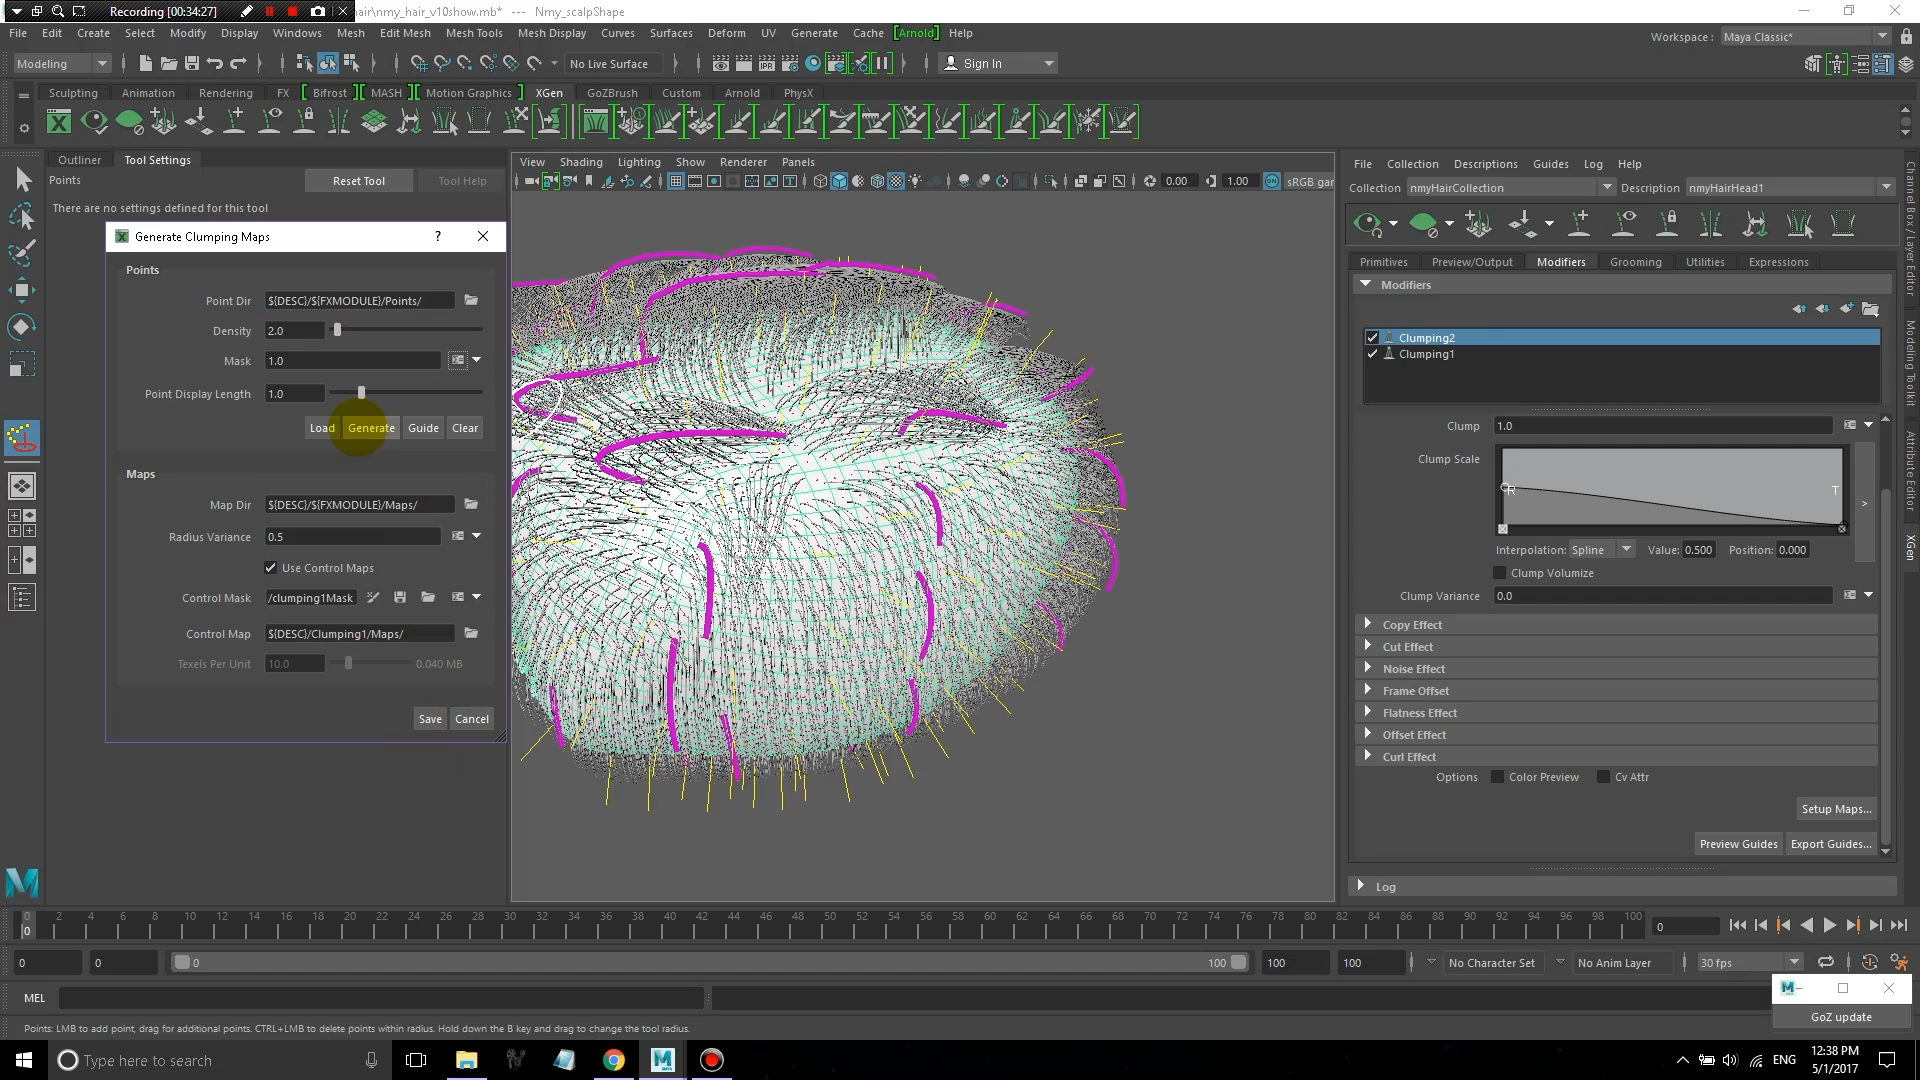 Recording [00:34:27]
hair\nmy_hair_v10show.mb* --- Nmy_scalpShape
File Edit Create Select Modify Display Windows Mesh Edit Mesh Mesh Tools Mesh Display Curves Surfaces Deform UV Generate Cache [Arnold] Help
Workspace : Maya Classic*
Modeling No Live Surface Sign In
Sculpting Animation Rendering FX [ Bifrost ] [ MASH ] [ Motion Graphics ] XGen GoZBrush Custom Arnold PhysX
Outliner Tool Settings
Points Reset Tool Tool Help
There are no settings defined for this tool
Generate Clumping Maps ?
Points
Point Dir ${DESC}/${FXMODULE}/Points/
Density 2.0
Mask 1.0
Point Display Length 1.0
Load Generate Guide Clear
Maps
Map Dir ${DESC}/${FXMODULE}/Maps/
Radius Variance 0.5
Use Control Maps
Control Mask /clumping1Mask
Control Map ${DESC}/Clumping1/Maps/
Texels Per Unit 10.0 0.040 MB
Save Cancel
View Shading Lighting Show Renderer Panels
0.00 1.00 sRGB gar
File Collection Descriptions Guides Log Help
Collection nmyHairCollection Description nmyHairHead1
Primitives Preview/Output Modifiers Grooming Utilities Expressions
Modifiers
Clumping2
Clumping1
Clump 1.0
Clump Scale
R T
>
Interpolation: Spline Value: 0.500 Position: 0.000
Clump Volumize
Clump Variance 0.0
Copy Effect
Cut Effect
Noise Effect
Frame Offset
Flatness Effect
Offset Effect
Curl Effect
Options Color Preview Cv Attr
Setup Maps...
Preview Guides Export Guides...
Log
Channel Box / Layer Editor
Modeling Toolkit
Attribute Editor
XGen
0 2 4 6 8 10 12 14 16 18 20 22 24 26 28 30 32 34 36 38 40 42 44 46 48 50 52 54 56 58 60 62 64 66 68 70 72 74 76 78 80 82 84 86 88 90 92 94 96 98 100
0 0
0 0 0 100 100 100 No Character Set No Anim Layer 30 fps
MEL
GoZ update
Points: LMB to add point, drag for additional points. CTRL+LMB to delete points within radius. Hold down the B key and drag to change the tool radius.
Type here to search
ENG
12:38 PM
5/1/2017